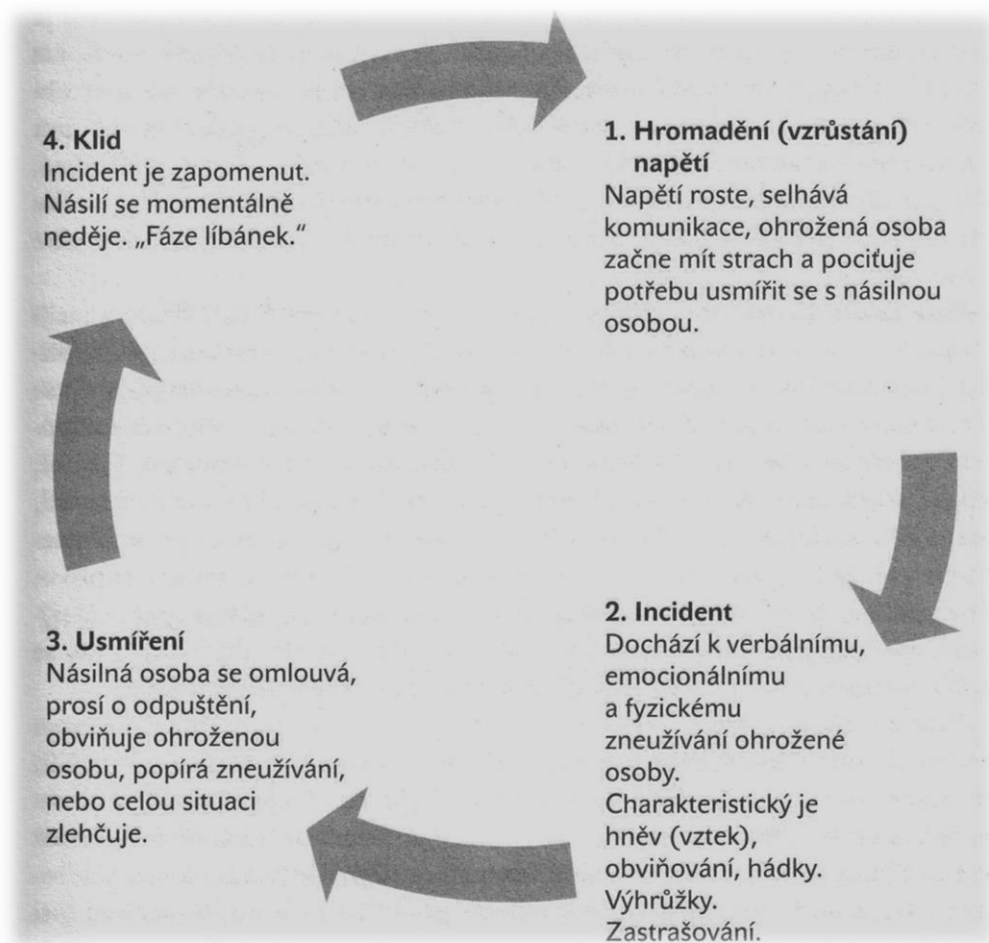 4. Klid
Incident je zapomenut.
Násilí se momentálně
neděje. „Fáze líbánek.“
1. Hromadění (vzrůstání)
napětí
Napětí roste, selhává
komunikace, ohrožená osoba
začne mít strach a pociťuje
potřebu usmířit se s násilnou
osobou.
2. Incident
Dochází k verbálnímu,
emocionálnímu
a fyzickému
zneužívání ohrožené
osoby.
Charakteristický je
hněv (vztek),
obviňování, hádky.
Výhrůžky.
Zastrašování.
3. Usmíření
Násilná osoba se omlouvá,
prosí o odpuštění,
obviňuje ohroženou
osobu, popírá zneužívání,
nebo celou situaci
zlehčuje.